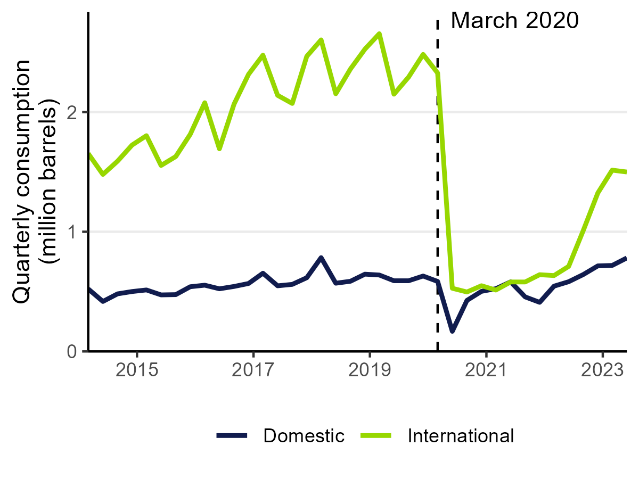 March 2020
Quarterly consumption
(million barrels)
2
1
0
2015 2017 2019 2021 2023
Domestic International